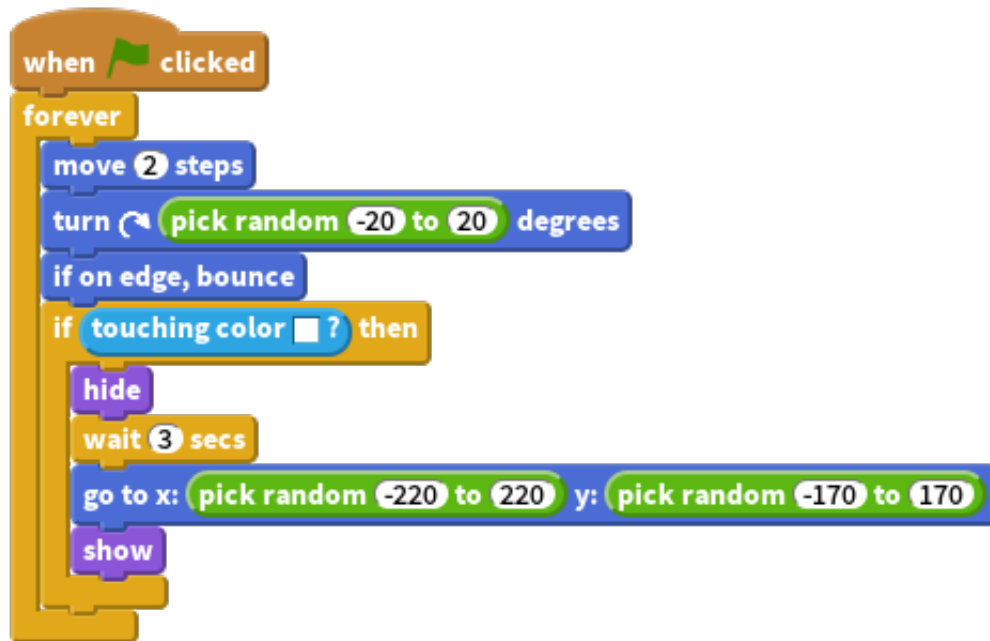 when clicked
forever
move 2 steps
turn pick random -20 to 20 degrees
if on edge, bounce
if touching color ? then
hide
wait 3 secs
go to x: pick random -220 to 220 y: pick random -170 to 170
show